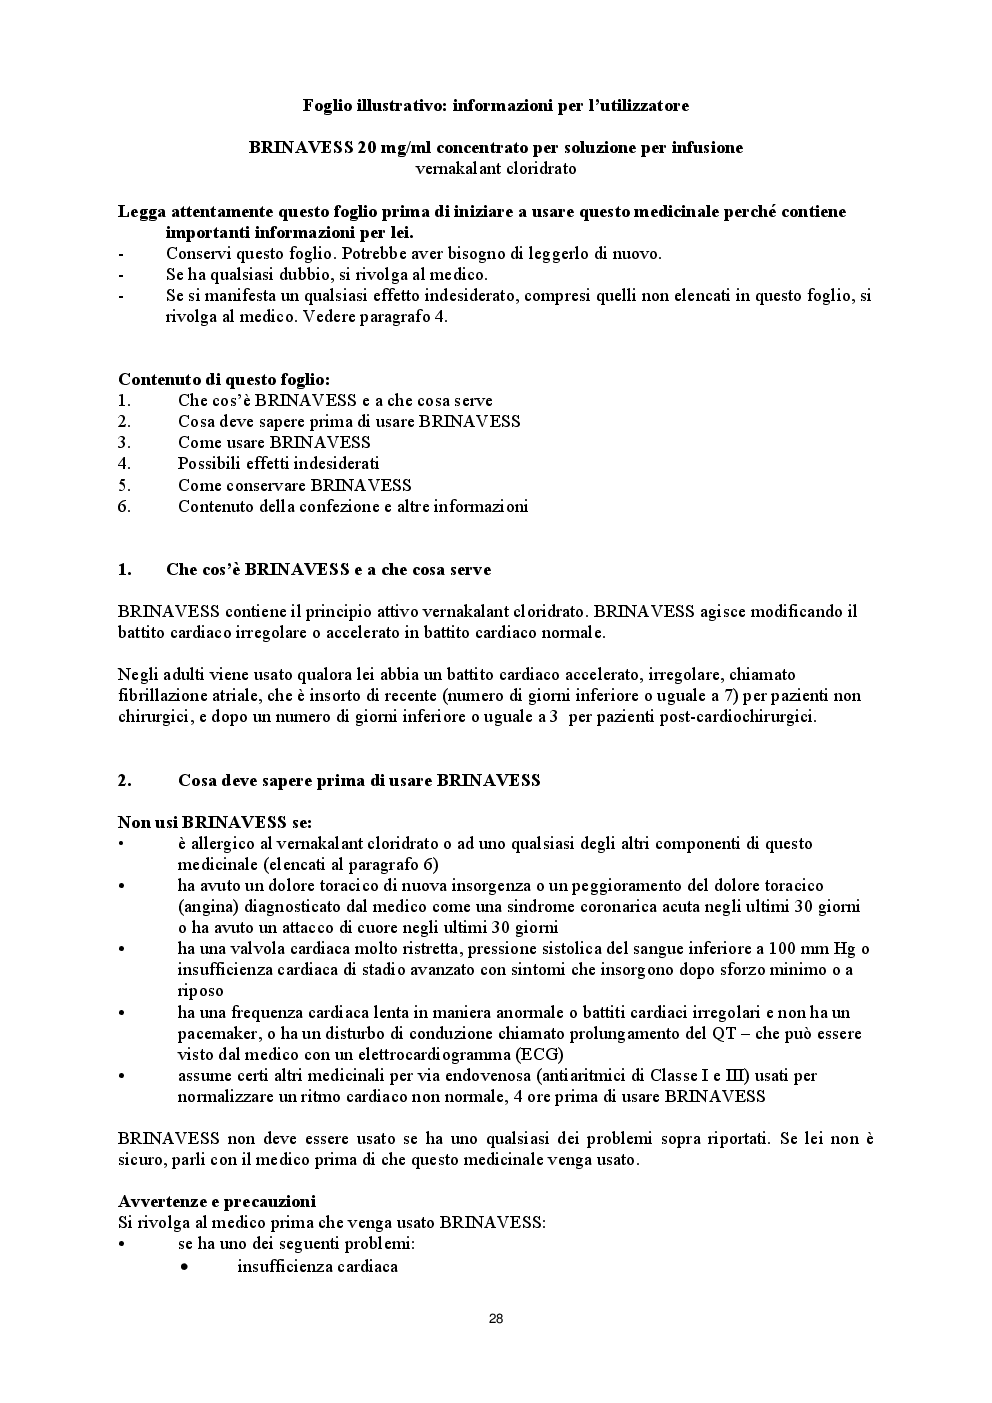 Foglio illustrativo: informazioni per l’utilizzatore
BRINAVESS 20 mg/ml concentrato per soluzione per infusione
vernakalant cloridrato
Legga attentamente questo foglio prima di iniziare a usare questo medicinale perché contiene
importanti informazioni per lei.
- Conservi questo foglio. Potrebbe aver bisogno di leggerlo di nuovo.
- Se ha qualsiasi dubbio, si rivolga al medico.
- Se si manifesta un qualsiasi effetto indesiderato, compresi quelli non elencati in questo foglio, si
rivolga al medico. Vedere paragrafo 4.
Contenuto di questo foglio:
1. Che cos’è BRINAVESS e a che cosa serve
2. Cosa deve sapere prima di usare BRINAVESS
3. Come usare BRINAVESS
4. Possibili effetti indesiderati
5. Come conservare BRINAVESS
6. Contenuto della confezione e altre informazioni
1. Che cos’è BRINAVESS e a che cosa serve
BRINAVESS contiene il principio attivo vernakalant cloridrato. BRINAVESS agisce modificando il
battito cardiaco irregolare o accelerato in battito cardiaco normale.
Negli adulti viene usato qualora lei abbia un battito cardiaco accelerato, irregolare, chiamato
fibrillazione atriale, che è insorto di recente (numero di giorni inferiore o uguale a 7) per pazienti non
chirurgici, e dopo un numero di giorni inferiore o uguale a 3 per pazienti post-cardiochirurgici.
2. Cosa deve sapere prima di usare BRINAVESS
Non usi BRINAVESS se:
• è allergico al vernakalant cloridrato o ad uno qualsiasi degli altri componenti di questo
medicinale (elencati al paragrafo 6)
• ha avuto un dolore toracico di nuova insorgenza o un peggioramento del dolore toracico
(angina) diagnosticato dal medico come una sindrome coronarica acuta negli ultimi 30 giorni
o ha avuto un attacco di cuore negli ultimi 30 giorni
• ha una valvola cardiaca molto ristretta, pressione sistolica del sangue inferiore a 100 mm Hg o
insufficienza cardiaca di stadio avanzato con sintomi che insorgono dopo sforzo minimo o a
riposo
• ha una frequenza cardiaca lenta in maniera anormale o battiti cardiaci irregolari e non ha un
pacemaker, o ha un disturbo di conduzione chiamato prolungamento del QT – che può essere
visto dal medico con un elettrocardiogramma (ECG)
• assume certi altri medicinali per via endovenosa (antiaritmici di Classe I e III) usati per
normalizzare un ritmo cardiaco non normale, 4 ore prima di usare BRINAVESS
BRINAVESS non deve essere usato se ha uno qualsiasi dei problemi sopra riportati. Se lei non è
sicuro, parli con il medico prima di che questo medicinale venga usato.
Avvertenze e precauzioni
Si rivolga al medico prima che venga usato BRINAVESS:
• se ha uno dei seguenti problemi:
• insufficienza cardiaca
28